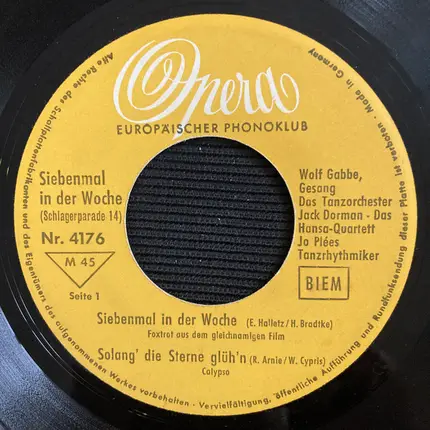 Opera
EUROPÄISCHER PHONOKLUB
Siebenmal
in der Woche
(Schlagerparade 14)
Nr. 4176
M 45
Seite 1
Wolf Gabbe,
Gesang
Das Tanzorchester
Jack Dorman - Das
Hansa-Quartett
Jo Plées
Tanzrhythmiker
BIEM
Siebenmal in der Woche (E. Halletz / H. Bradtke)
Foxtrot aus dem gleichnamigen Film
Solang' die Sterne glüh'n (R. Arnie / W. Cypris)
Calypso
Alle Rechte des Schallplattenfabrikanten und des Eigentümers des aufgenommenen Werkes vorbehalten · Vervielfältigung, öffentliche Aufführung und Rundfunksendung dieser Platte ist verboten · Made in Germany